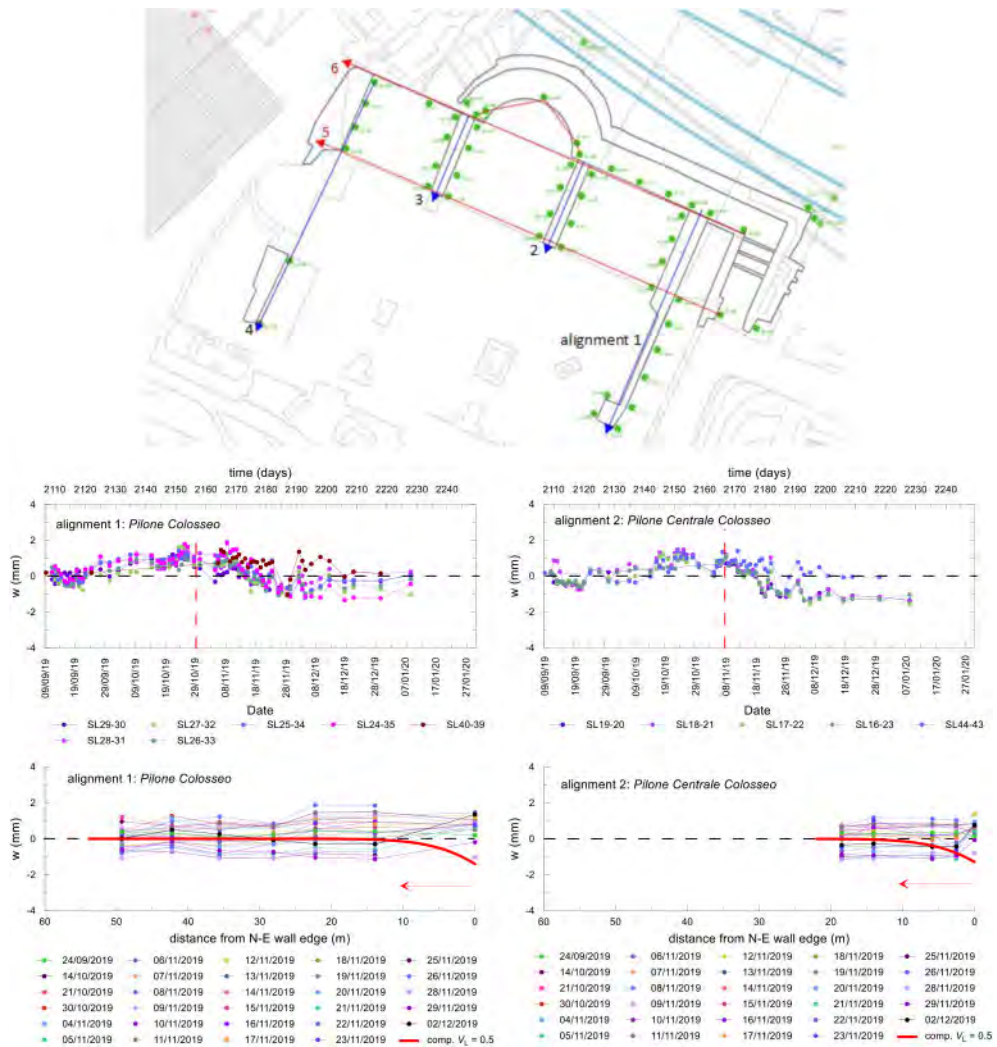 6
5
3
2
4
alignment 1
time (days)
2110 2120 2130 2140 2150 2160 2170 2180 2190 2200 2210 2220 2230 2240
alignment 1: Pilone Colosseo
w (mm)
4
2
0
-2
-4
09/09/19 19/09/19 29/09/19 09/10/19 19/10/19 29/10/19 08/11/19 18/11/19 28/11/19 08/12/19 18/12/19 28/12/19 07/01/20 17/01/20 27/01/20
Date
SL29-30 SL27-32 SL25-34 SL24-35 SL40-39
SL28-31 SL26-33
time (days)
2110 2120 2130 2140 2150 2160 2170 2180 2190 2200 2210 2220 2230 2240
alignment 2: Pilone Centrale Colosseo
w (mm)
4
2
0
-2
-4
09/09/19 19/09/19 29/09/19 09/10/19 19/10/19 29/10/19 08/11/19 18/11/19 28/11/19 08/12/19 18/12/19 28/12/19 07/01/20 17/01/20 27/01/20
Date
SL19-20 SL18-21 SL17-22 SL16-23 SL44-43
alignment 1: Pilone Colosseo
w (mm)
4
2
0
-2
-4
60 50 40 30 20 10 0
distance from N-E wall edge (m)
24/09/2019 06/11/2019 12/11/2019 18/11/2019 25/11/2019
14/10/2019 07/11/2019 13/11/2019 19/11/2019 26/11/2019
21/10/2019 08/11/2019 14/11/2019 20/11/2019 28/11/2019
30/10/2019 09/11/2019 15/11/2019 21/11/2019 29/11/2019
04/11/2019 10/11/2019 16/11/2019 22/11/2019 02/12/2019
05/11/2019 11/11/2019 17/11/2019 23/11/2019 comp. VL = 0.5
alignment 2: Pilone Centrale Colosseo
w (mm)
4
2
0
-2
-4
60 50 40 30 20 10 0
distance from N-E wall edge (m)
24/09/2019 06/11/2019 12/11/2019 18/11/2019 25/11/2019
14/10/2019 07/11/2019 13/11/2019 19/11/2019 26/11/2019
21/10/2019 08/11/2019 14/11/2019 20/11/2019 28/11/2019
30/10/2019 09/11/2019 15/11/2019 21/11/2019 29/11/2019
04/11/2019 10/11/2019 16/11/2019 22/11/2019 02/12/2019
05/11/2019 11/11/2019 17/11/2019 23/11/2019 comp. VL = 0.5